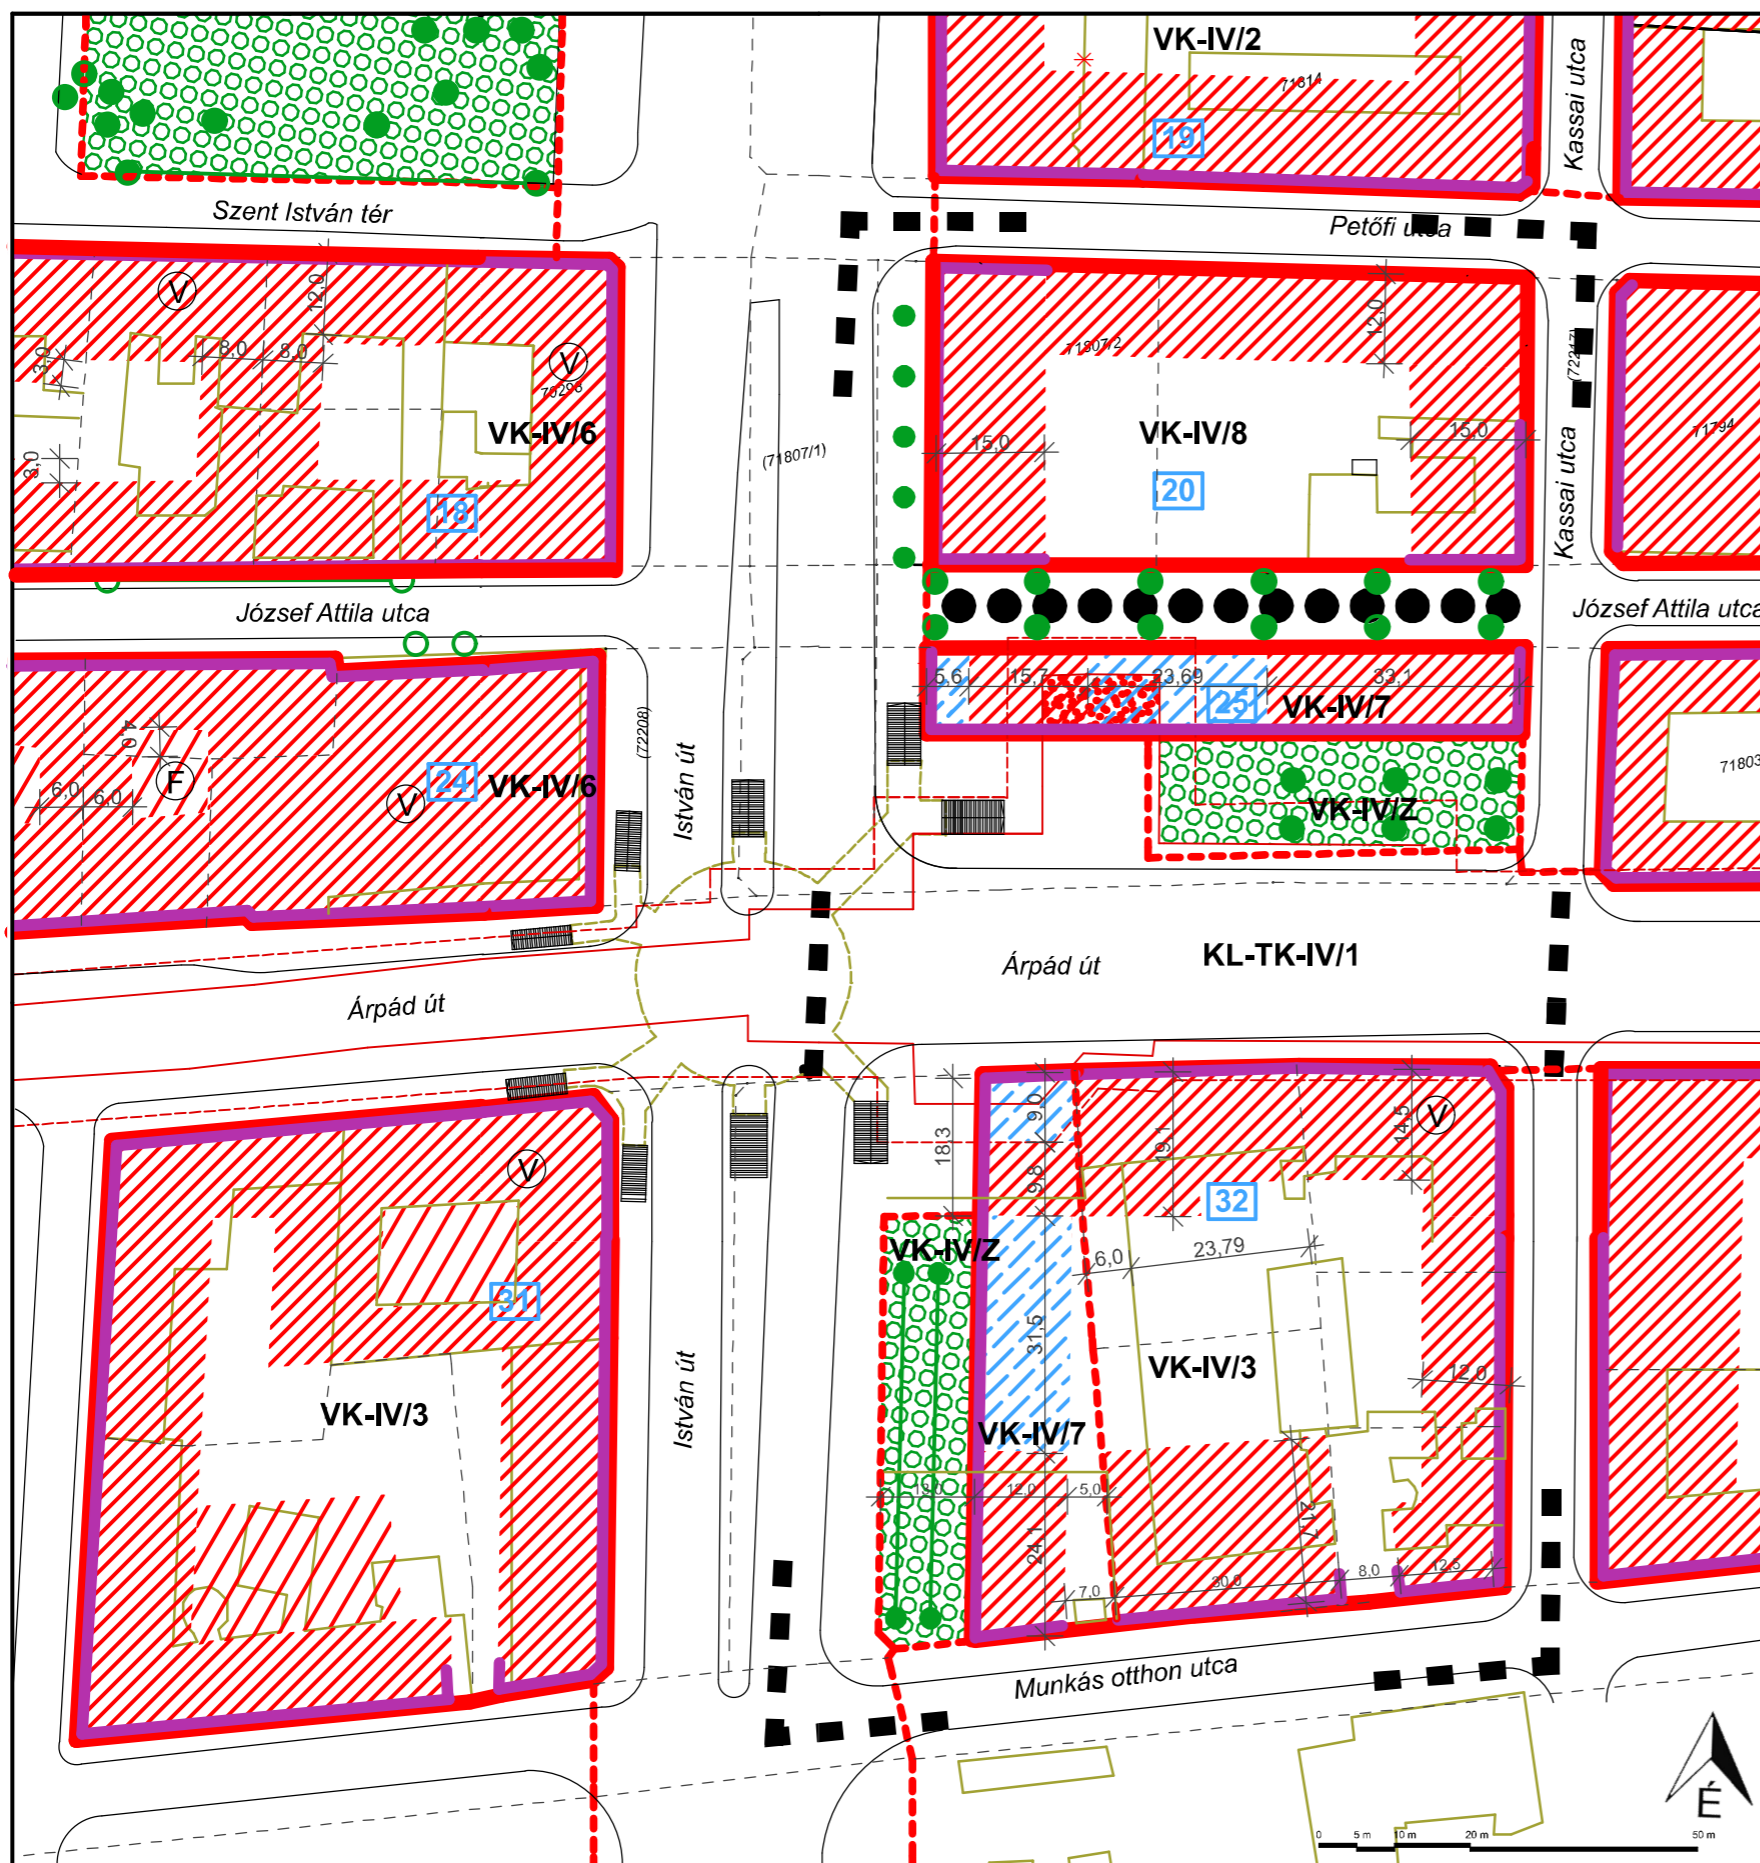 VK-IV/2
71814
19
Kassai utca
Szent István tér
Petőfi utca
V
12,0
8,0
8,0
3,0
V
70298
VK-IV/6
3,0
18
(71807/1)
71807/2
12,0
15,0
VK-IV/8
15,0
20
(72217)
Kassai utca
71794
József Attila utca
József Attila utca
5,6
15,7
23,69
33,1
25
VK-IV/7
4,0
F
6,0
6,0
V
24
VK-IV/6
(72208)
István út
VK-IV/Z
71803
Árpád út
KL-TK-IV/1
Árpád út
V
31
VK-IV/3
István út
18,3
9,0
9,8
19,1
14,5
V
32
VK-IV/Z
6,0
23,79
31,5
VK-IV/3
12,0
VK-IV/7
13,0
12,0
5,0
24,1
21,7
7,0
30,0
8,0
12,5
Munkás otthon utca
É
0
5 m
10 m
20 m
50 m